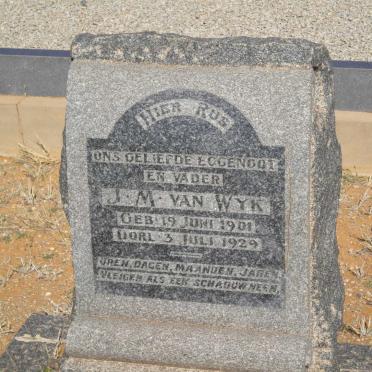 HIER RUS
ONS GELIEFDE EGGENOOT
EN VADER
J. M. VAN WYK
GEB. 19 JUNI 1901
OORL. 3 JULI 1929
UREN, DAGEN, MAANDEN, JAREN
VLEIGEN ALS EEN SCHADUW HEEN